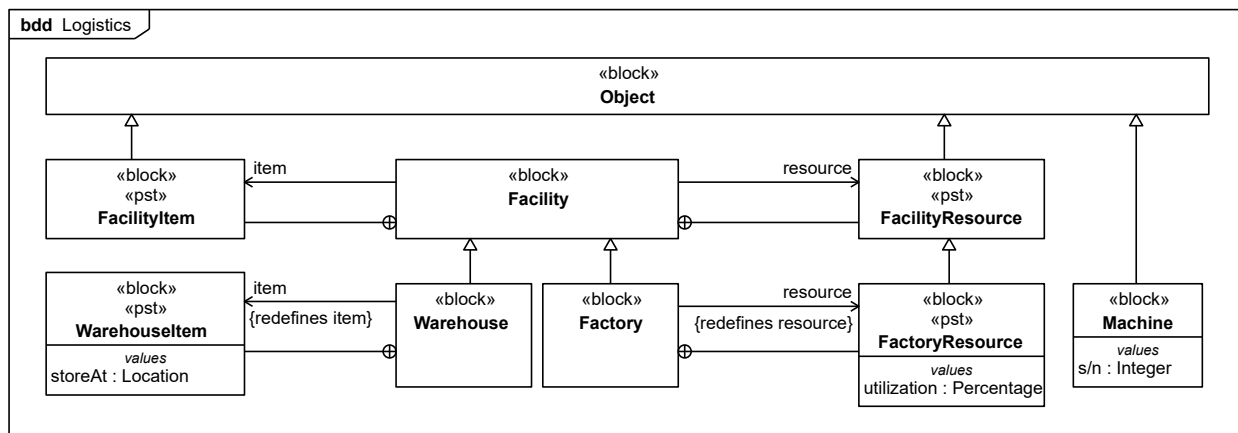 bdd Logistics
«block»
Object
«block»
«pst»
FacilityItem
item
«block»
Facility
resource
«block»
«pst»
FacilityResource
«block»
«pst»
WarehouseItem
values
storeAt : Location
item
{redefines item}
«block»
Warehouse
«block»
Factory
resource
{redefines resource}
«block»
«pst»
FactoryResource
values
utilization : Percentage
«block»
Machine
values
s/n : Integer